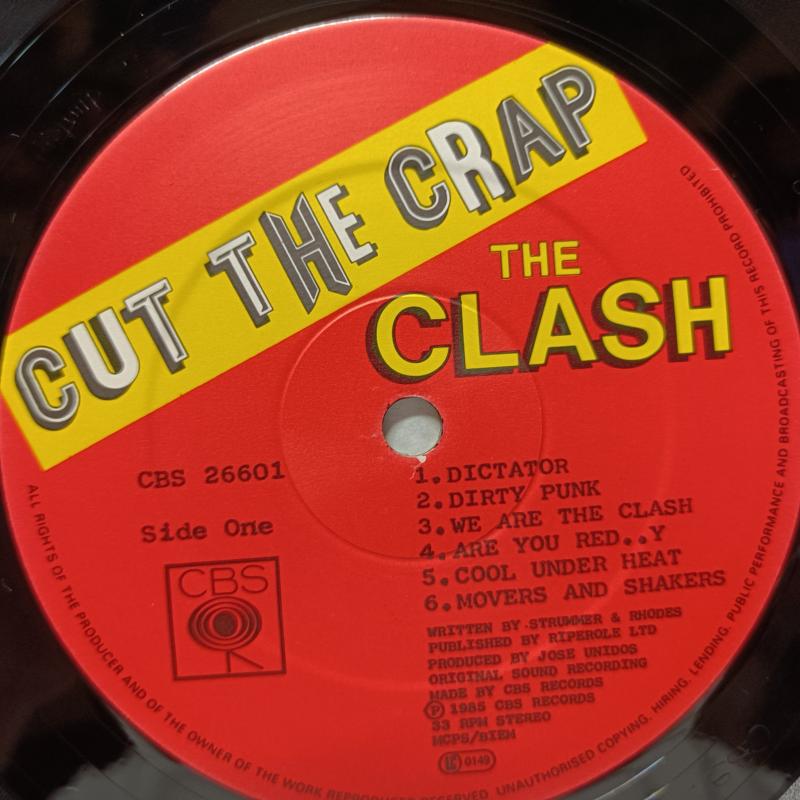 CUT THE CRAP
THE
CLASH
CBS 26601
Side One
CBS
1.DICTATOR
2.DIRTY PUNK
3.WE ARE THE CLASH
4.ARE YOU RED..Y
5.COOL UNDER HEAT
6.MOVERS AND SHAKERS
WRITTEN BY STRUMMER & RHODES
PUBLISHED BY RIPEROLE LTD
PRODUCED BY JOSE UNIDOS
ORIGINAL SOUND RECORDING
MADE BY CBS RECORDS
Ⓟ 1985 CBS RECORDS
33 RPM STEREO
MCPS/BIEM
LC 0149
ALL RIGHTS OF THE PRODUCER AND OF THE OWNER OF THE WORK REPRODUCED RESERVED UNAUTHORISED COPYING, HIRING, LENDING, PUBLIC PERFORMANCE AND BROADCASTING OF THIS RECORD PROHIBITED